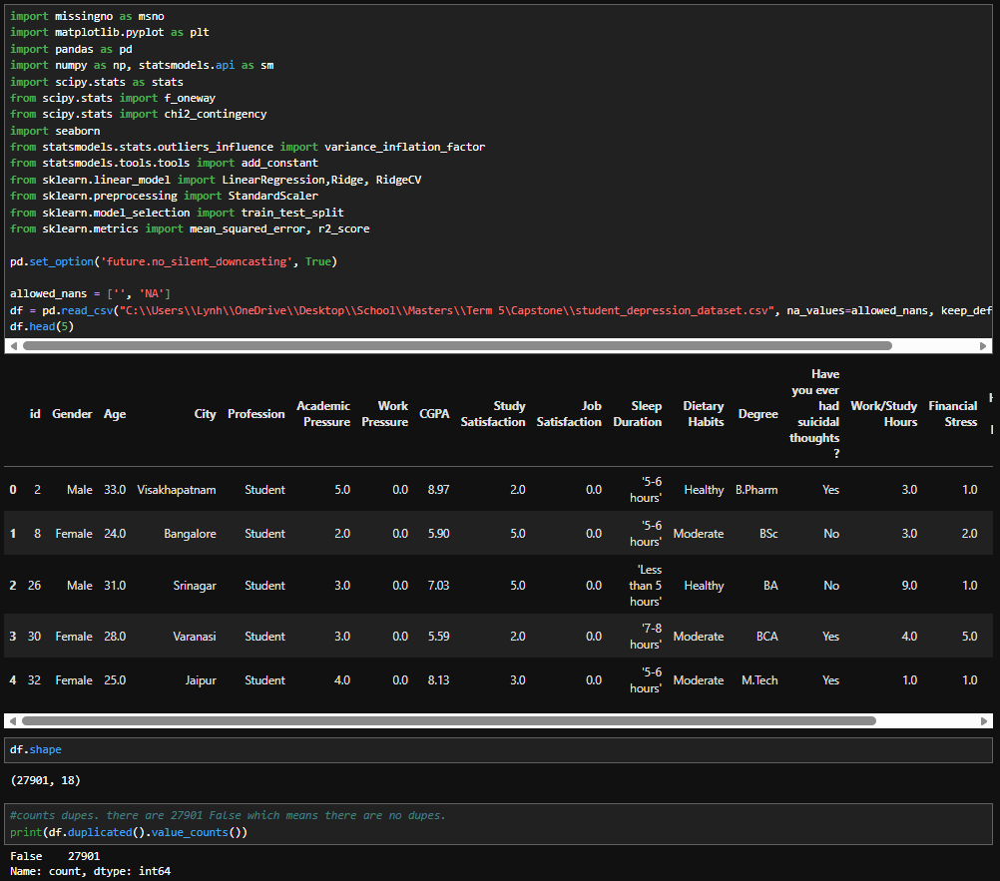 import missingno as msno
import matplotlib.pyplot as plt
import pandas as pd
import numpy as np, statsmodels.api as sm
import scipy.stats as stats
from scipy.stats import f_oneway
from scipy.stats import chi2_contingency
import seaborn
from statsmodels.stats.outliers_influence import variance_inflation_factor
from statsmodels.tools.tools import add_constant
from sklearn.linear_model import LinearRegression,Ridge, RidgeCV
from sklearn.preprocessing import StandardScaler
from sklearn.model_selection import train_test_split
from sklearn.metrics import mean_squared_error, r2_score
pd.set_option('future.no_silent_downcasting', True)
allowed_nans = ['', 'NA']
df = pd.read_csv("C:\\Users\\Lynh\\OneDrive\\Desktop\\School\\Masters\\Term 5\Capstone\\student_depression_dataset.csv", na_values=allowed_nans, keep_def
df.head(5)
id Gender Age City Profession Academic Pressure Work Pressure CGPA Study Satisfaction Job Satisfaction Sleep Duration Dietary Habits Degree Have you ever had suicidal thoughts ? Work/Study Hours Financial Stress
0 2 Male 33.0 Visakhapatnam Student 5.0 0.0 8.97 2.0 0.0 '5-6 hours' Healthy B.Pharm Yes 3.0 1.0
1 8 Female 24.0 Bangalore Student 2.0 0.0 5.90 5.0 0.0 '5-6 hours' Moderate BSc No 3.0 2.0
2 26 Male 31.0 Srinagar Student 3.0 0.0 7.03 5.0 0.0 'Less than 5 hours' Healthy BA No 9.0 1.0
3 30 Female 28.0 Varanasi Student 3.0 0.0 5.59 2.0 0.0 '7-8 hours' Moderate BCA Yes 4.0 5.0
4 32 Female 25.0 Jaipur Student 4.0 0.0 8.13 3.0 0.0 '5-6 hours' Moderate M.Tech Yes 1.0 1.0
df.shape
(27901, 18)
#counts dupes. there are 27901 False which means there are no dupes.
print(df.duplicated().value_counts())
False    27901
Name: count, dtype: int64